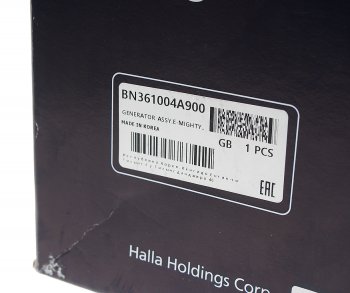 BN361004A900
GENERATOR ASSY.E MIGHTY.
MADE IN KOREA
GB 1 PCS
EAC
Halla Holdings Corp